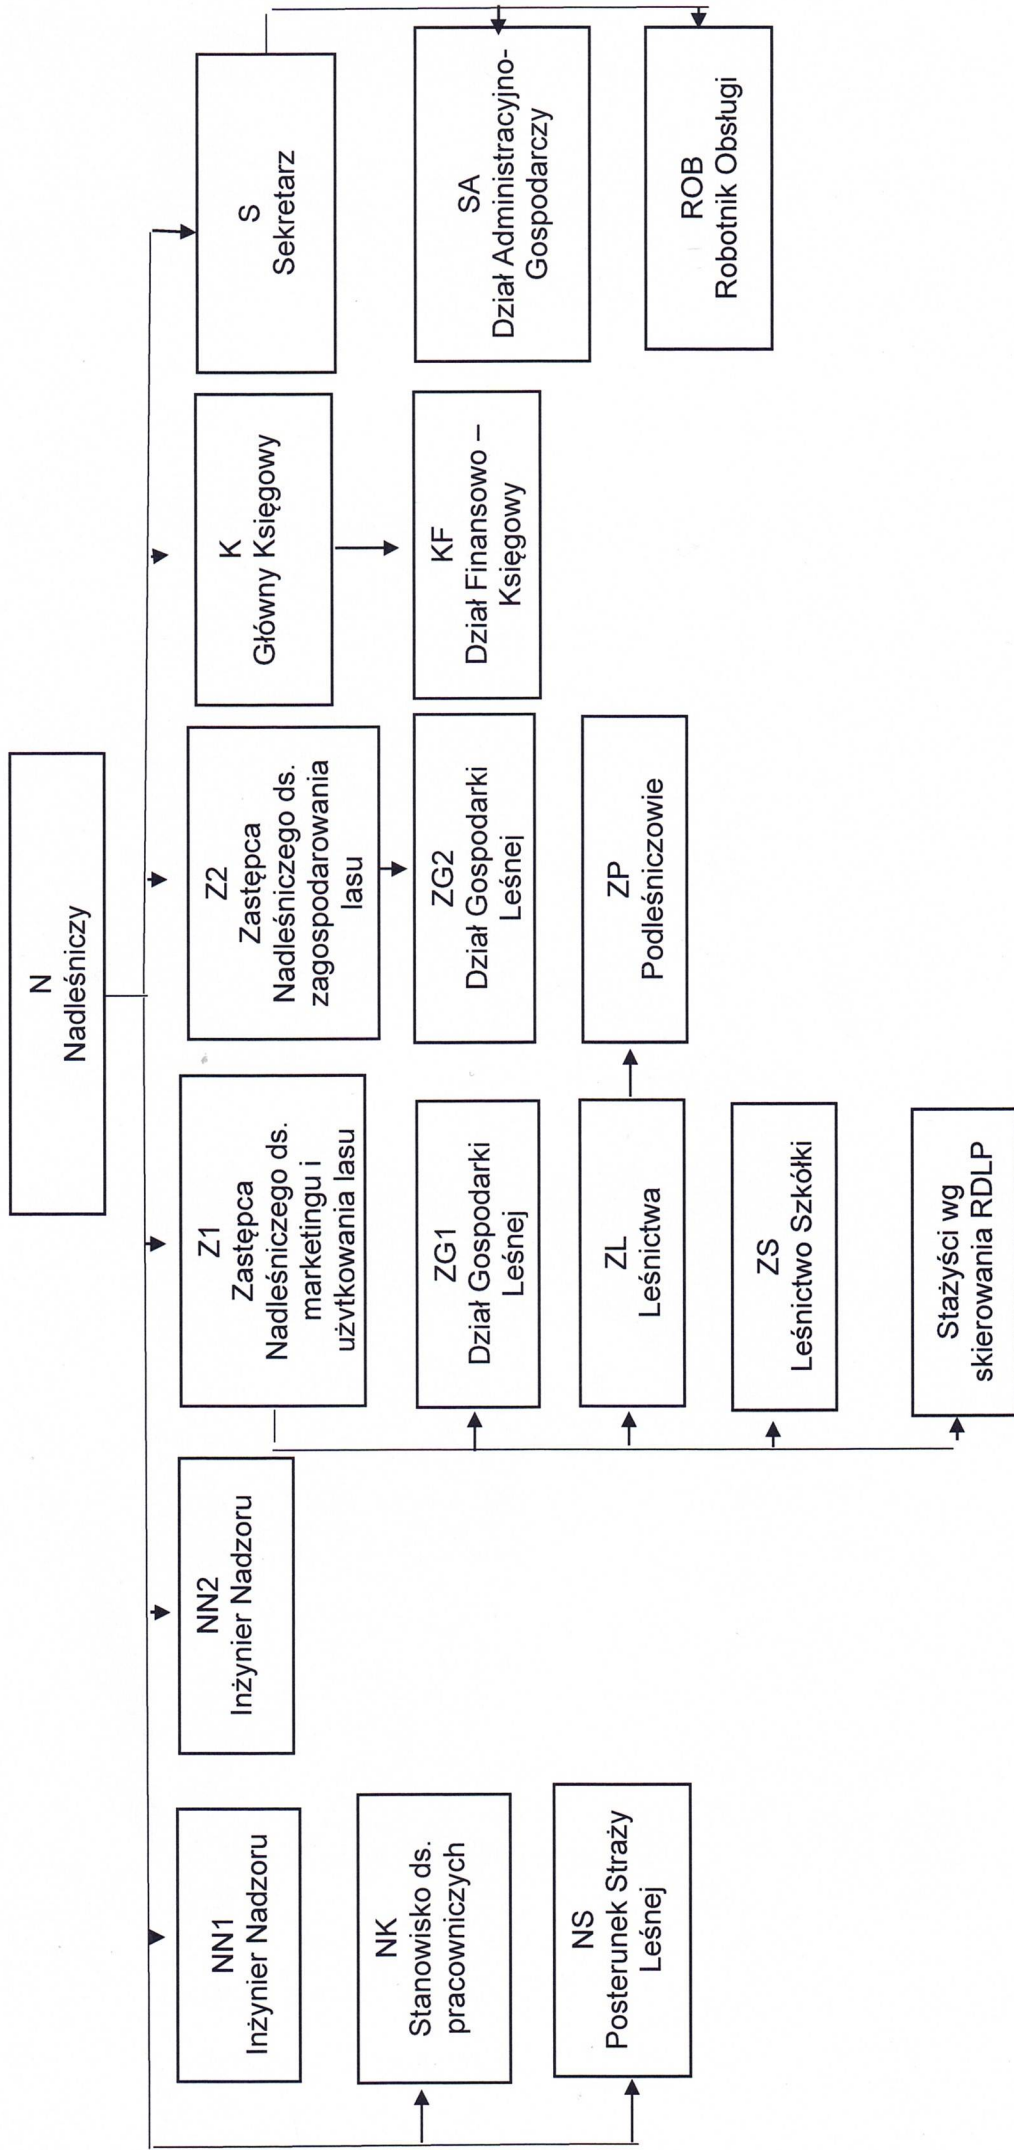 N
Nadleśniczy
NN1
Inżynier Nadzoru
NN2
Inżynier Nadzoru
Z1
Zastępca
Nadleśniczego ds.
marketingu i
użvtkowania lasu
Z2
Zastępca
Nadleśniczego ds.
zagospodarowania
lasu
K
Główny Księgowy
S
Sekretarz
NK
Stanowisko ds.
pracowniczych
ZG1
Dział Gospodarki
Leśnej
ZG2
Dział Gospodarki
Leśnej
KF
Dział Finansowo –
Księgowy
SA
Dział Administracyjno-
Gospodarczy
NS
Posterunek Straży
Leśnej
ZL
Leśnictwa
ZP
Podleśniczowie
ROB
Robotnik Obsługi
ZS
Leśnictwo Szkółki
Stażyści wg
skierowania RDLP